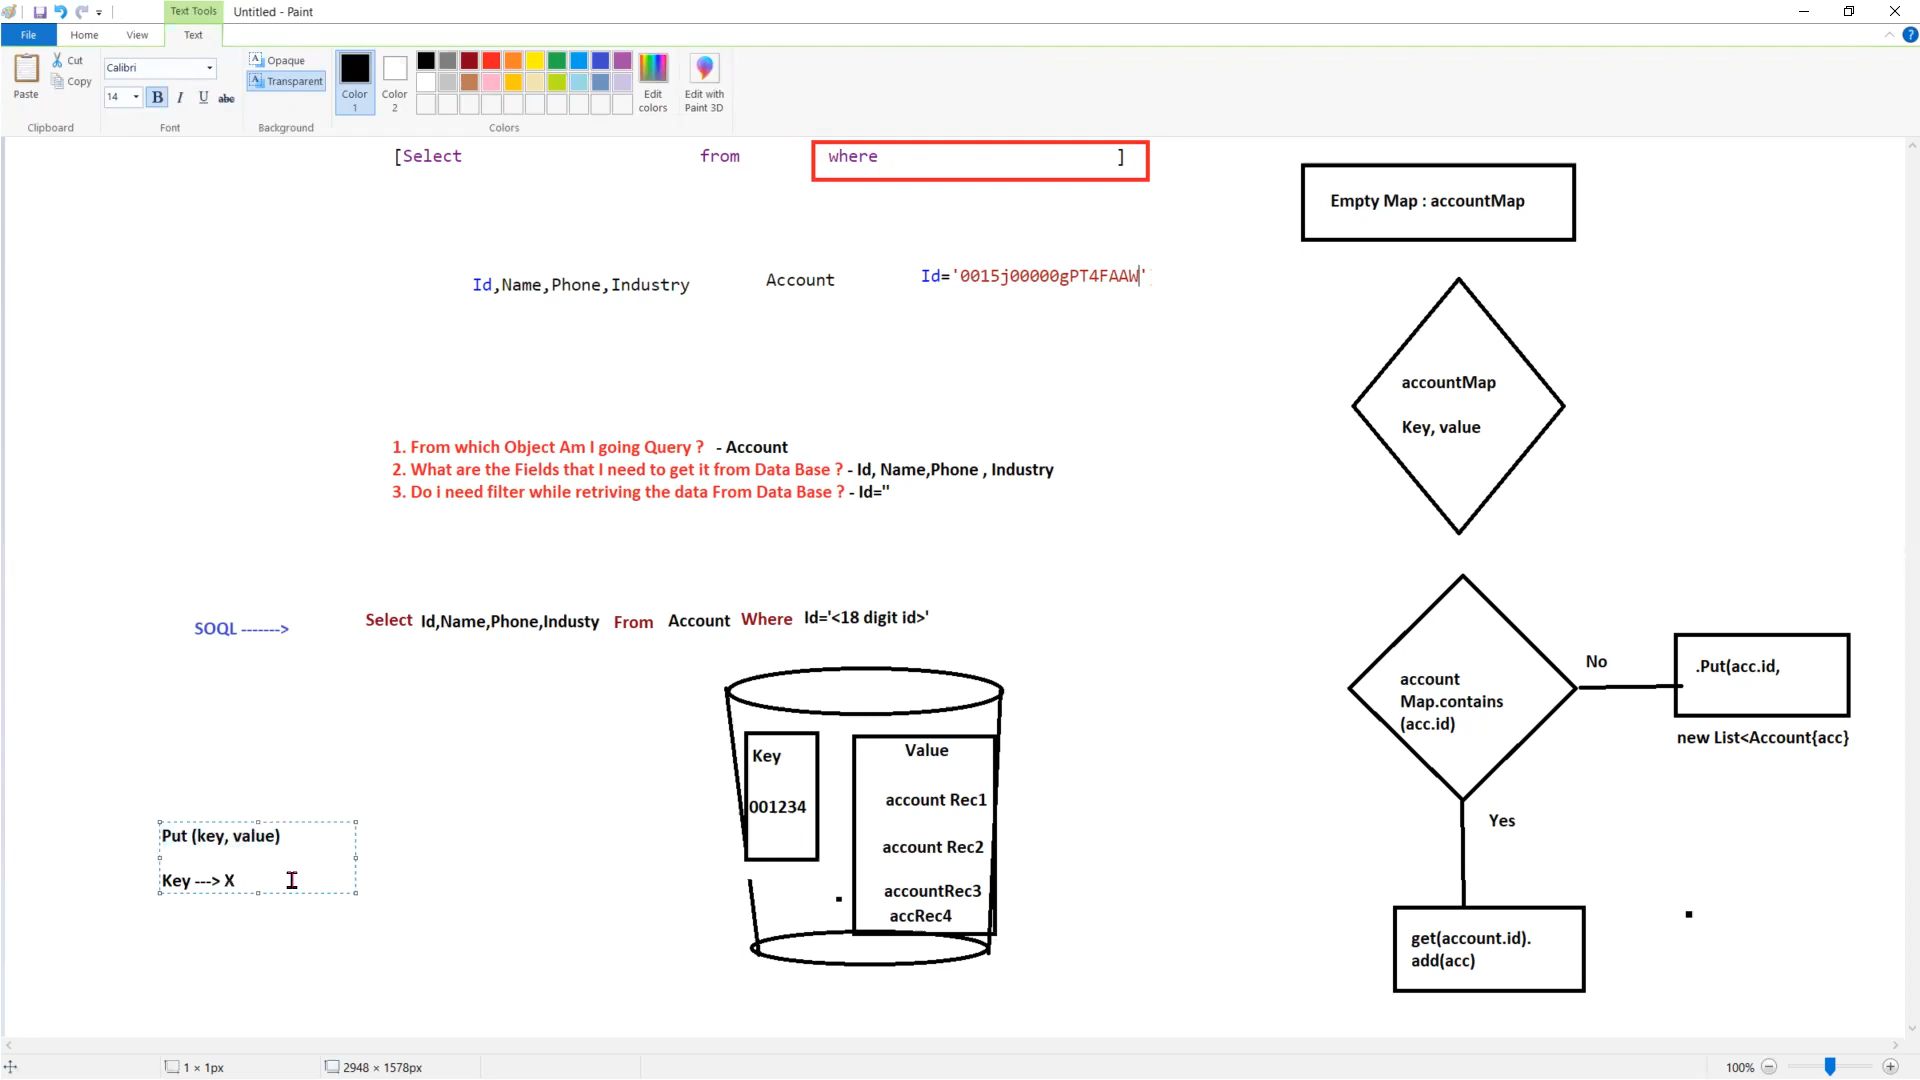 Text Tools
Untitled - Paint
File
Home
View
Text
Paste
Cut
Copy
Clipboard
Calibri
14
B
I
U
abc
Font
A Opaque
A Transparent
Background
Color 1
Color 2
Edit colors
Edit with Paint 3D
Colors
[Select from where ]
Id,Name,Phone,Industry Account Id='0015j00000gPT4FAAW'
1. From which Object Am I going Query ? - Account
2. What are the Fields that I need to get it from Data Base ? - Id, Name,Phone , Industry
3. Do i need filter while retriving the data From Data Base ? - Id=''
SOQL ------->
Select Id,Name,Phone,Industy From Account Where Id='<18 digit id>'
Key
001234
Value
account Rec1
account Rec2
accountRec3
accRec4
Put (key, value)
Key ---> X
Empty Map : accountMap
accountMap
Key, value
account
Map.contains
(acc.id)
No
.Put(acc.id,
new List<Account{acc}
Yes
get(account.id).
add(acc)
1 × 1px
2948 × 1578px
100%